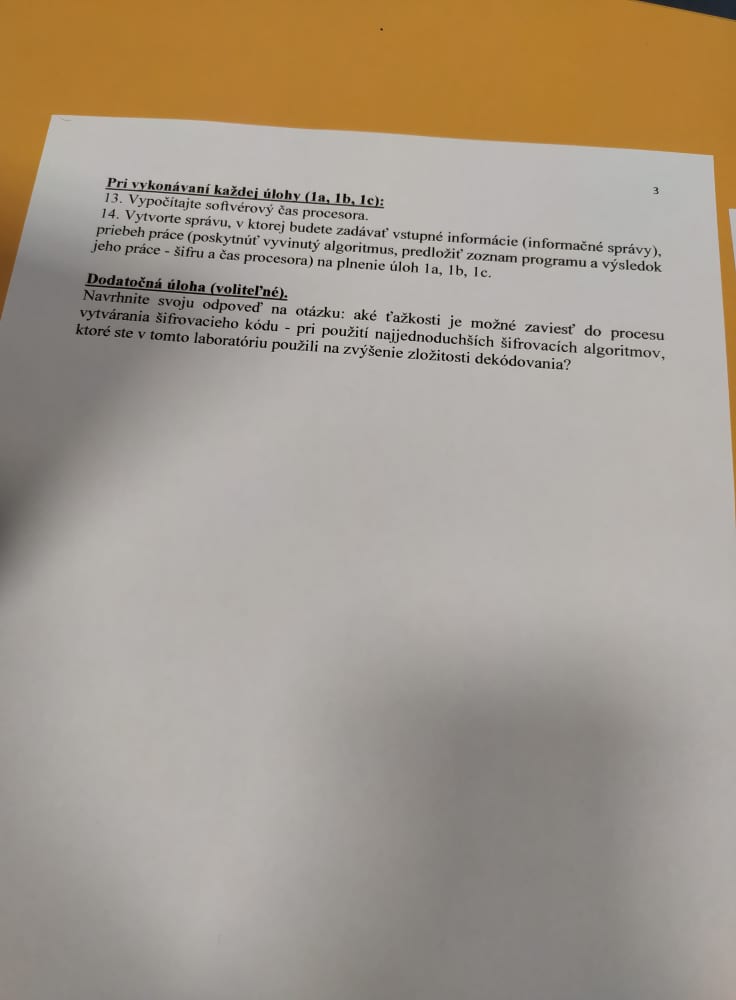 3
Pri vykonávaní každej úlohy (1a, 1b, 1c):
13. Vypočítajte softvérový čas procesora.
14. Vytvorte správu, v ktorej budete zadávať vstupné informácie (informačné správy),
priebeh práce (poskytnúť vyvinutý algoritmus, predložiť zoznam programu a výsledok
jeho práce - šifru a čas procesora) na plnenie úloh 1a, 1b, 1c.
Dodatočná úloha (voliteľné).
Navrhnite svoju odpoveď na otázku: aké ťažkosti je možné zaviesť do procesu
vytvárania šifrovacieho kódu - pri použití najjednoduchších šifrovacích algoritmov,
ktoré ste v tomto laboratóriu použili na zvýšenie zložitosti dekódovania?